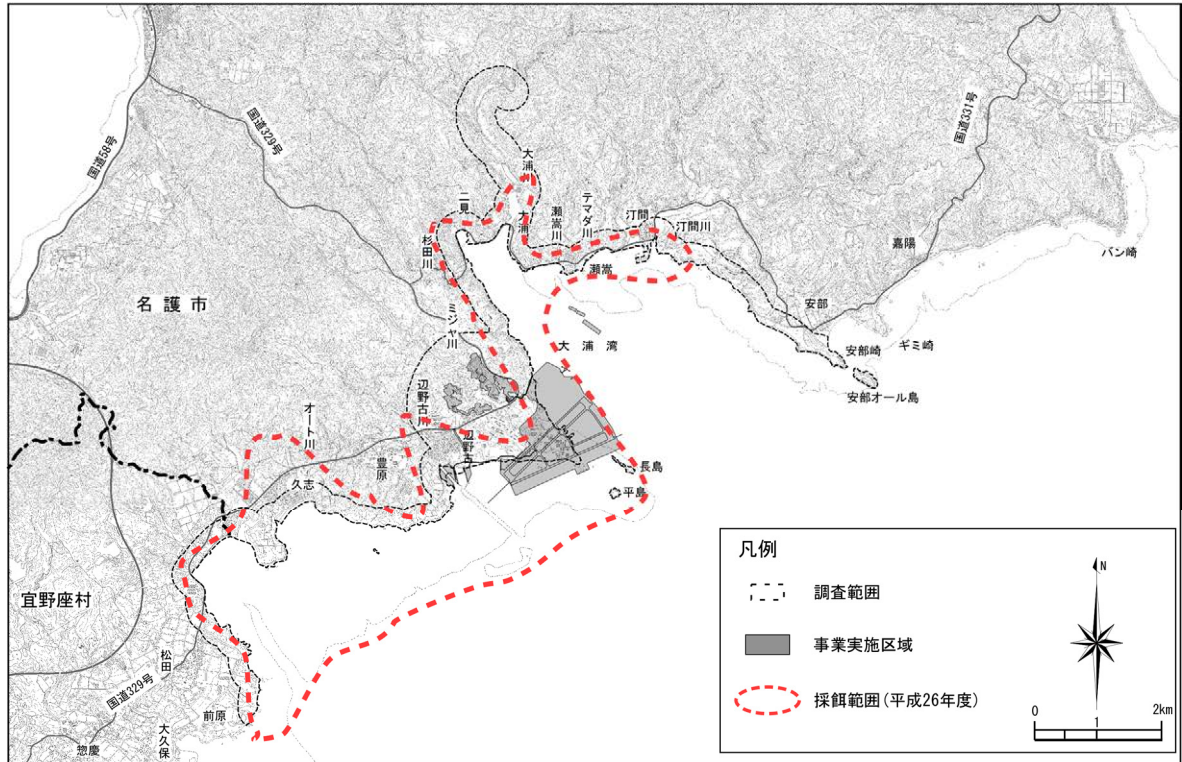 国道58号
国道329号
国道331号
大浦川
二見
大浦
瀬嵩川
テマダ川
汀間
汀間川
嘉陽
バン崎
杉田川
瀬嵩
名護市
ミジャ川
大浦湾
安部
安部崎
ギミ崎
安部オール島
辺野古川
オート川
辺野古
豊原
久志
長島
平島
宜野座村
松田
国道329号
前原
大久保
惣慶
凡例
調査範囲
事業実施区域
採餌範囲(平成26年度)
N
0
1
2km